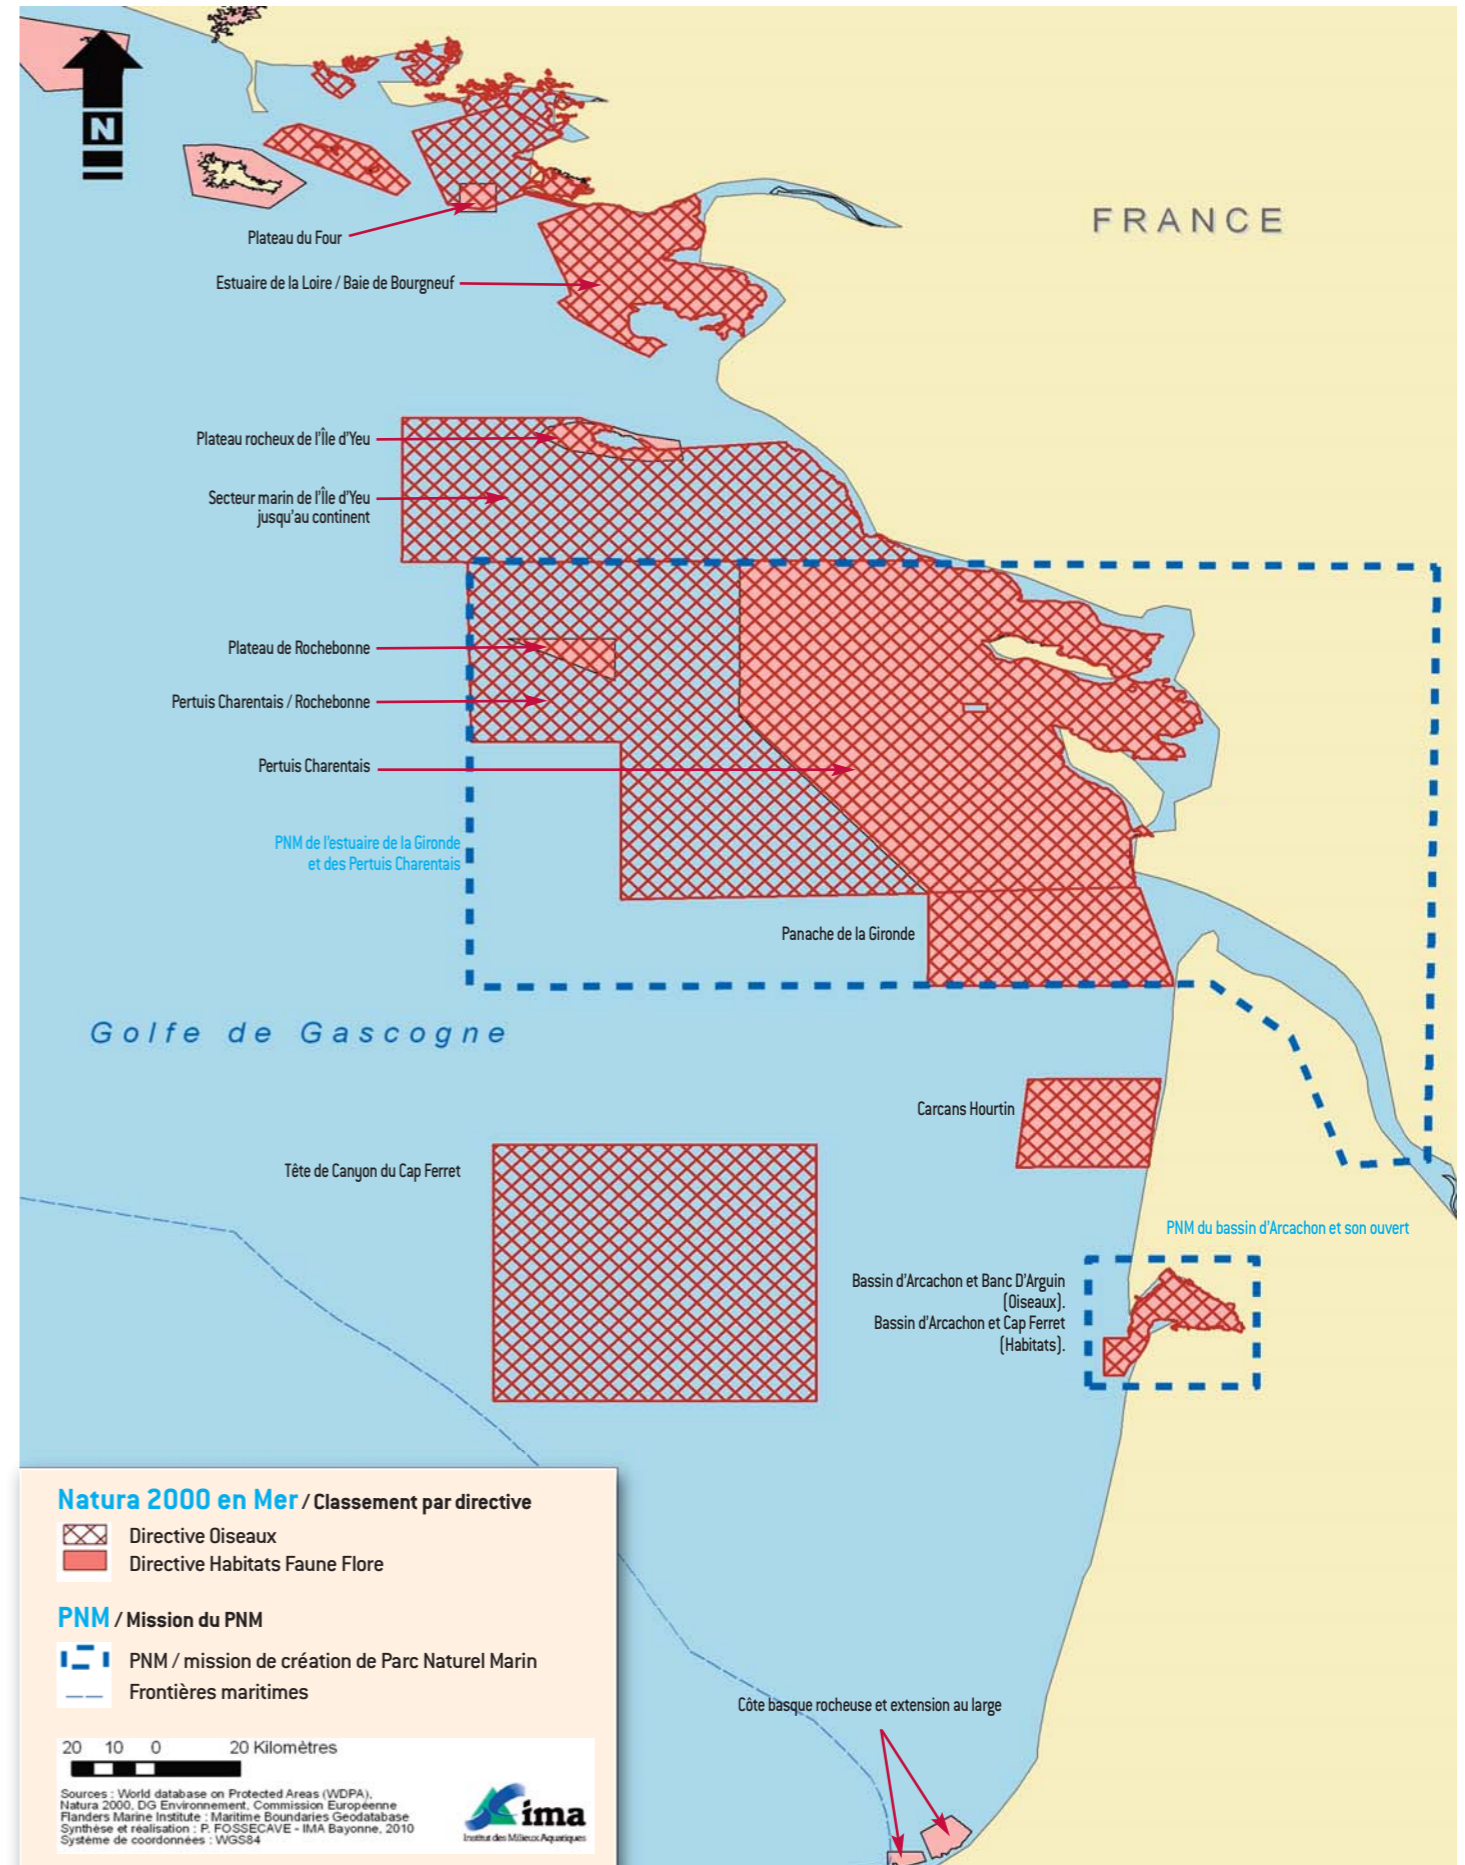 N
FRANCE
Plateau du Four
Estuaire de la Loire / Baie de Bourgneuf
Plateau rocheux de l'Île d'Yeu
Secteur marin de l'Île d'Yeu
jusqu'au continent
Plateau de Rochebonne
Pertuis Charentais / Rochebonne
Pertuis Charentais
PNM de l'estuaire de la Gironde
et des Pertuis Charentais
Panache de la Gironde
Golfe de Gascogne
Carcans Hourtin
Tête de Canyon du Cap Ferret
PNM du bassin d'Arcachon et son ouvert
Bassin d'Arcachon et Banc D'Arguin
(Oiseaux).
Bassin d'Arcachon et Cap Ferret
(Habitats).
Natura 2000 en Mer / Classement par directive
Directive Oiseaux
Directive Habitats Faune Flore
PNM / Mission du PNM
PNM / mission de création de Parc Naturel Marin
Frontières maritimes
Côte basque rocheuse et extension au large
20 10 0 20 Kilomètres
Sources : World database on Protected Areas (WDPA),
Natura 2000, DG Environnement, Commission Européenne
Flanders Marine Institute : Maritime Boundaries Geodatabase
Synthèse et réalisation : P. FOSSECAVE - IMA Bayonne, 2010
Système de coordonnées : WGS84
ima
Institut des Milieux Aquatiques